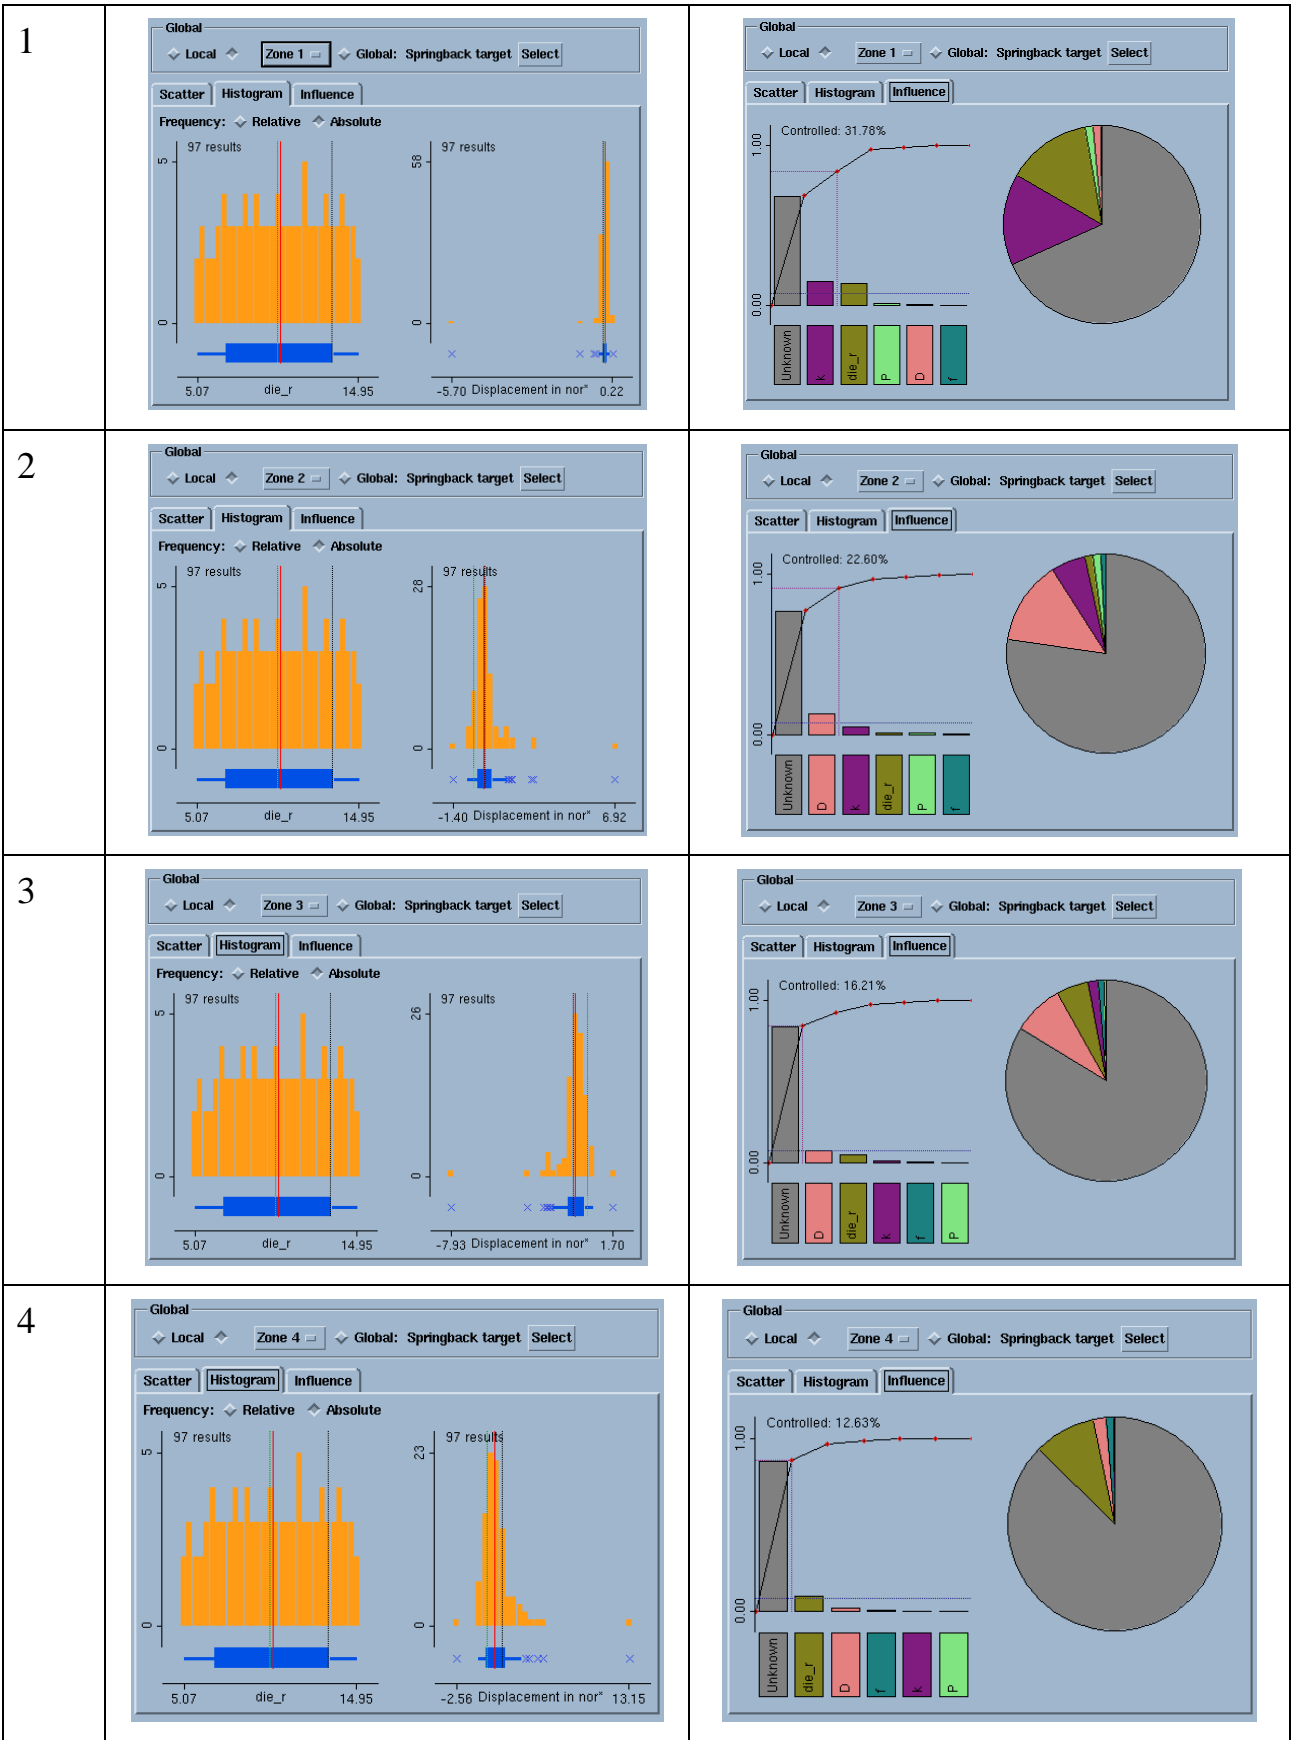 1
Global
Local Zone 1 Global: Springback target Select
Scatter Histogram Influence
Frequency: Relative Absolute
97 results
5
0
5.07 die_r 14.95
97 results
58
0
-5.70 Displacement in nor* 0.22
Global
Local Zone 1 Global: Springback target Select
Scatter Histogram Influence
Controlled: 31.78%
1.00
0.00
Unknown k die_r P D f
2
Global
Local Zone 2 Global: Springback target Select
Scatter Histogram Influence
Frequency: Relative Absolute
97 results
5
0
5.07 die_r 14.95
97 results
28
0
-1.40 Displacement in nor* 6.92
Global
Local Zone 2 Global: Springback target Select
Scatter Histogram Influence
Controlled: 22.60%
1.00
0.00
Unknown D k die_r P f
3
Global
Local Zone 3 Global: Springback target Select
Scatter Histogram Influence
Frequency: Relative Absolute
97 results
5
0
5.07 die_r 14.95
97 results
26
0
-7.93 Displacement in nor* 1.70
Global
Local Zone 3 Global: Springback target Select
Scatter Histogram Influence
Controlled: 16.21%
1.00
0.00
Unknown D die_r k f P
4
Global
Local Zone 4 Global: Springback target Select
Scatter Histogram Influence
Frequency: Relative Absolute
97 results
5
0
5.07 die_r 14.95
97 results
23
0
-2.56 Displacement in nor* 13.15
Global
Local Zone 4 Global: Springback target Select
Scatter Histogram Influence
Controlled: 12.63%
1.00
0.00
Unknown die_r D f k P